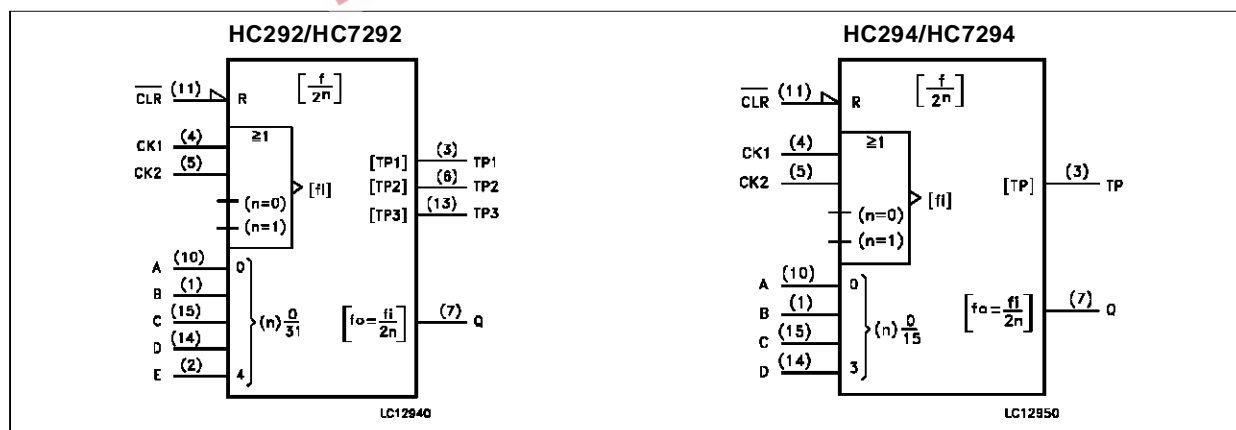 HC292/HC7292
[f/2n]
CLR (11) R
≥1
CK1 (4)
CK2 (5)
[fI]
(n=0)
(n=1)
[TP1] (3) TP1
[TP2] (6) TP2
[TP3] (13) TP3
A (10) 0
B (1)
C (15) (n) 0/31
D (14)
E (2) 4
[fo=fi/2n] (7) Q
LC12940
HC294/HC7294
[f/2n]
CLR (11) R
≥1
CK1 (4)
CK2 (5)
[fI]
(n=0)
(n=1)
[TP] (3) TP
A (10) 0
B (1)
C (15) (n) 0/15
D (14) 3
[fo=fi/2n] (7) Q
LC12950